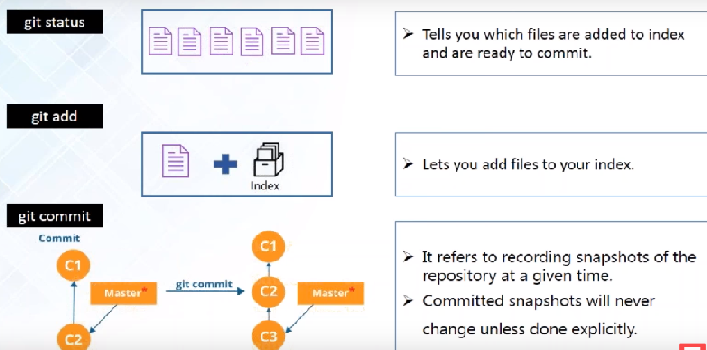 git status
➤ Tells you which files are added to index
and are ready to commit.
git add
Index
➤ Lets you add files to your index.
git commit
Commit
C1
Master*
C2
git commit
C1
C2
Master*
C3
➤ It refers to recording snapshots of the
repository at a given time.
➤ Committed snapshots will never
change unless done explicitly.